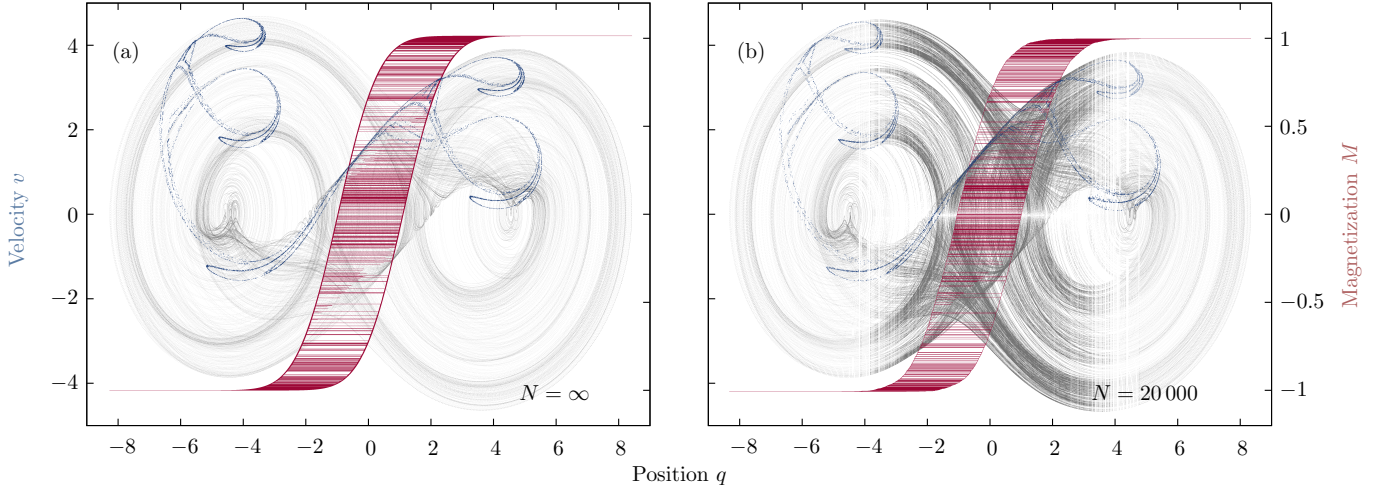 (a)
(b)
4
2
0
−2
−4
Velocity v
1
0.5
0
−0.5
−1
Magnetization M
N = ∞
N = 20 000
−8 −6 −4 −2 0 2 4 6 8
−8 −6 −4 −2 0 2 4 6 8
Position q